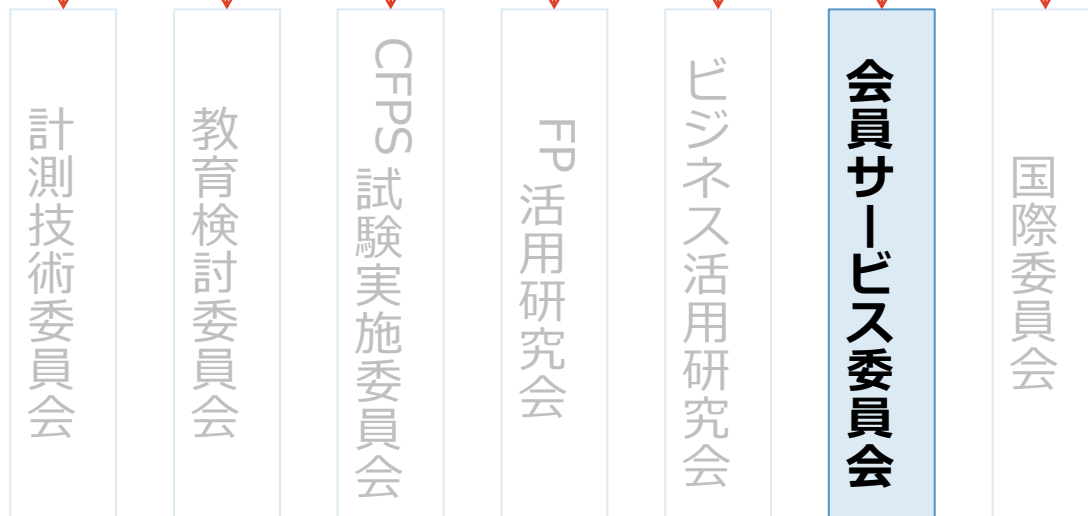 計測技術委員会
教育検討委員会
CFPS試験実施委員会
FP活用研究会
ビジネス活用研究会
会員サービス委員会
国際委員会